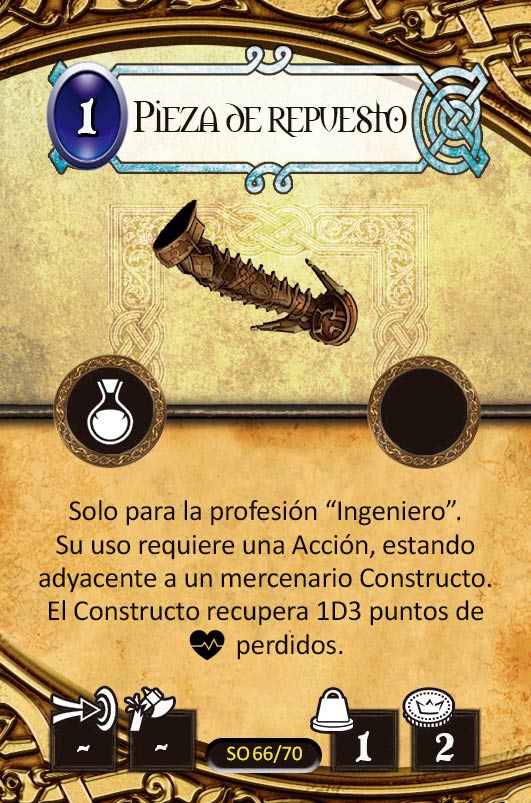 1
PIEZA DE REPUESTO
Solo para la profesión “Ingeniero”.
Su uso requiere una Acción, estando
adyacente a un mercenario Constructo.
El Constructo recupera 1D3 puntos de
perdidos.
~ ~ SO 66/70 1 2